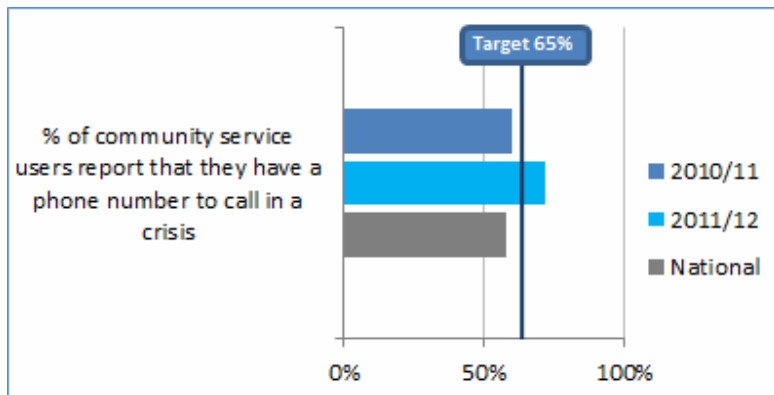 Target 65%
% of community service
users report that they have a
phone number to call in a
crisis
2010/11
2011/12
National
0%
50%
100%